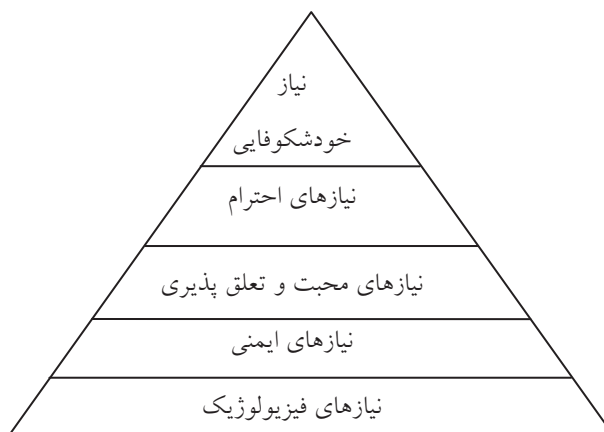 نیاز
خودشکوفایی
نیازهای احترام
نیازهای محبت و تعلق پذیری
نیازهای ایمنی
نیازهای فیزیولوژیک